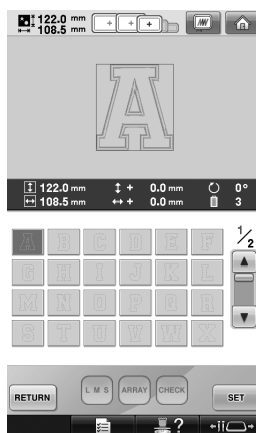 122.0 mm
108.5 mm
A
122.0 mm + 0.0 mm 0°
108.5 mm + 0.0 mm 3
1/2
A B C D E F
G H I J K L
M N O P Q R
S T U V W X
RETURN L M S ARRAY CHECK SET
?